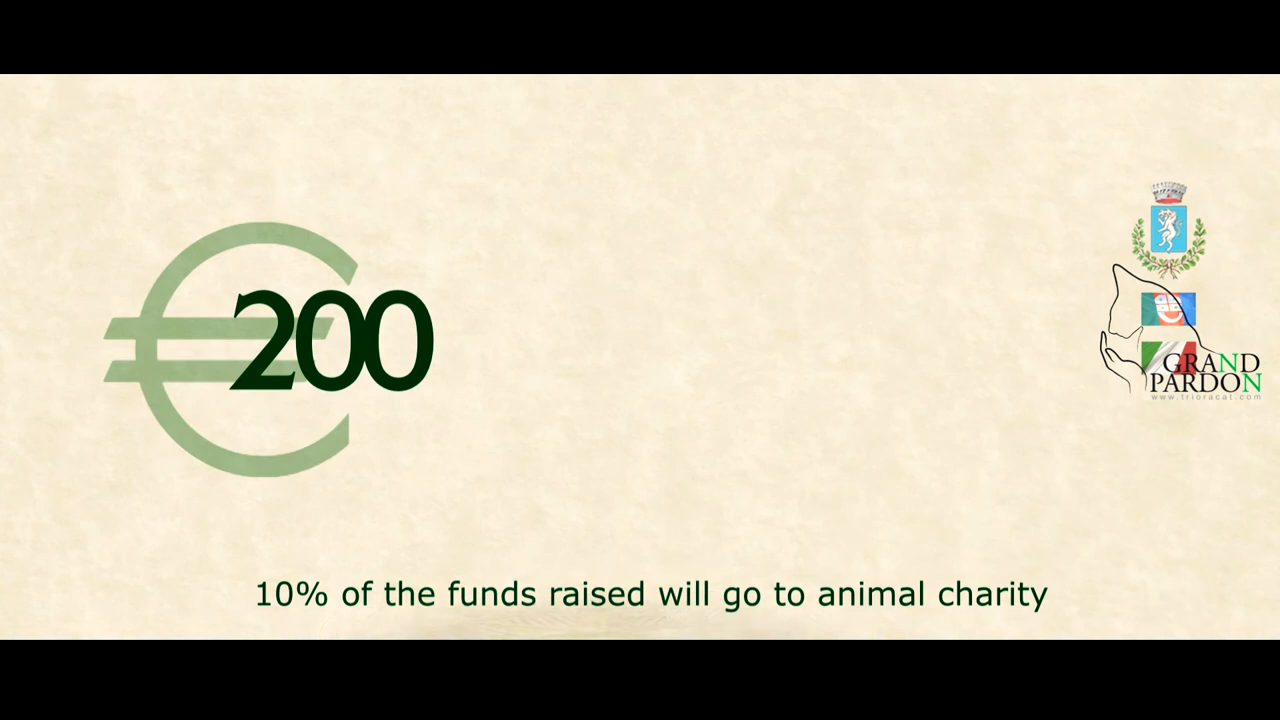 €200
GRAND
PARDON
www.trioracat.com
10% of the funds raised will go to animal charity